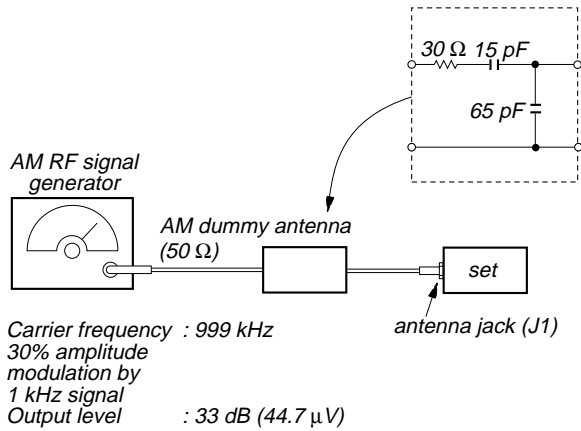 30 Ω 15 pF
65 pF
AM RF signal
generator
AM dummy antenna
(50 Ω)
set
antenna jack (J1)
Carrier frequency : 999 kHz
30% amplitude
modulation by
1 kHz signal
Output level : 33 dB (44.7 μV)